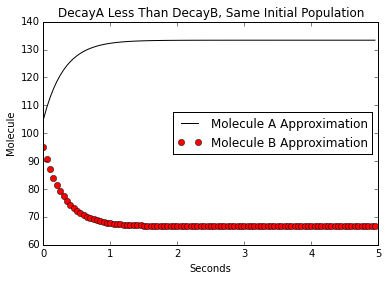 DecayA Less Than DecayB, Same Initial Population
140
130
120
110
100
90
80
70
60
Molecule
Molecule A Approximation
Molecule B Approximation
0 1 2 3 4 5
Seconds